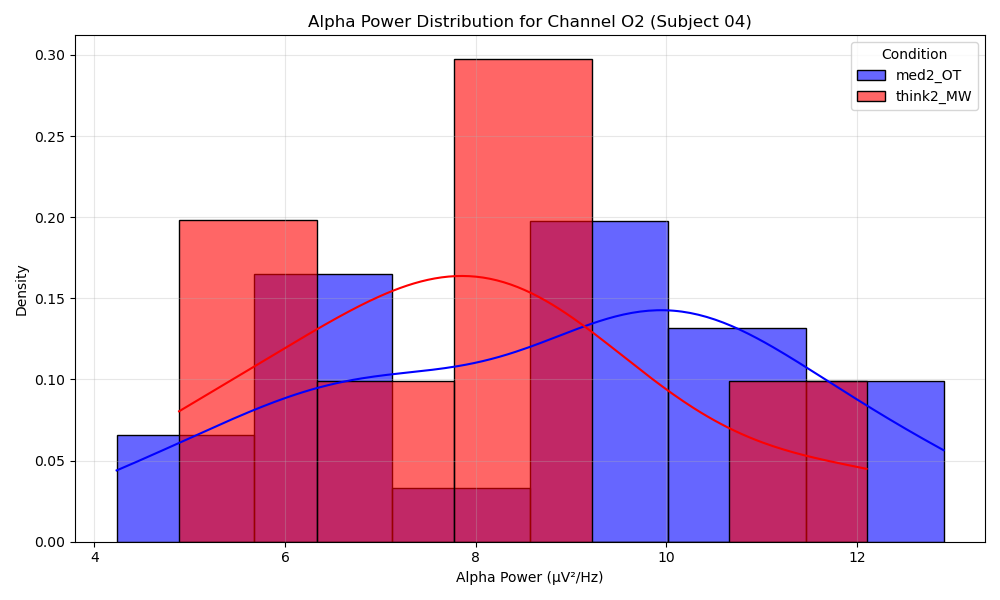 Alpha Power Distribution for Channel O2 (Subject 04)
Condition
med2_OT
think2_MW
Density
0.30
0.25
0.20
0.15
0.10
0.05
0.00
4
6
8
10
12
Alpha Power (µV²/Hz)